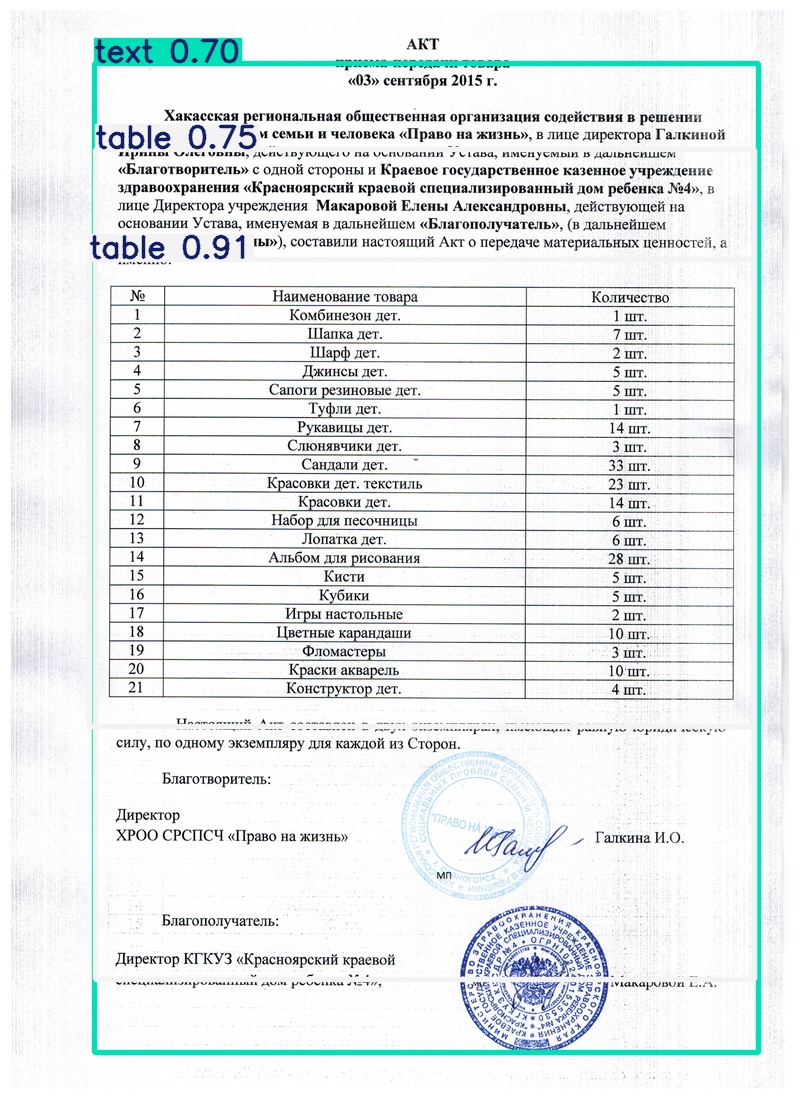 text 0.70
АКТ
приема-передачи товара
«03» сентября 2015 г.
Хакасская региональная общественная организация содействия в решении
table 0.75 м семьи и человека «Право на жизнь», в лице директора Галкиной
Ирины Олеговны, действующего на основании Устава, именуемый в дальнейшем
«Благотворитель» с одной стороны и Краевое государственное казенное учреждение
здравоохранения «Красноярский краевой специализированный дом ребенка №4», в
лице Директора учреждения Макаровой Елены Александровны, действующей на
основании Устава, именуемая в дальнейшем «Благополучатель», (в дальнейшем
table 0.91 ны»), составили настоящий Акт о передаче материальных ценностей, а
именно:
№ Наименование товара Количество
1 Комбинезон дет. 1 шт.
2 Шапка дет. 7 шт.
3 Шарф дет. 2 шт.
4 Джинсы дет. 5 шт.
5 Сапоги резиновые дет. 5 шт.
6 Туфли дет. 1 шт.
7 Рукавицы дет. 14 шт.
8 Слюнявчики дет. 3 шт.
9 Сандали дет. 33 шт.
10 Красовки дет. текстиль 23 шт.
11 Красовки дет. 14 шт.
12 Набор для песочницы 6 шт.
13 Лопатка дет. 6 шт.
14 Альбом для рисования 28 шт.
15 Кисти 5 шт.
16 Кубики 5 шт.
17 Игры настольные 2 шт.
18 Цветные карандаши 10 шт.
19 Фломастеры 3 шт.
20 Краски акварель 10 шт.
21 Конструктор дет. 4 шт.
Настоящий Акт составлен в двух экземплярах, имеющих равную юридическую
силу, по одному экземпляру для каждой из Сторон.
Благотворитель:
Директор
ХРОО СРСПСЧ «Право на жизнь» Галкина И.О.
МП
Благополучатель:
Директор КГКУЗ «Красноярский краевой
специализированный дом ребенка №4», Макаровой Е.А.